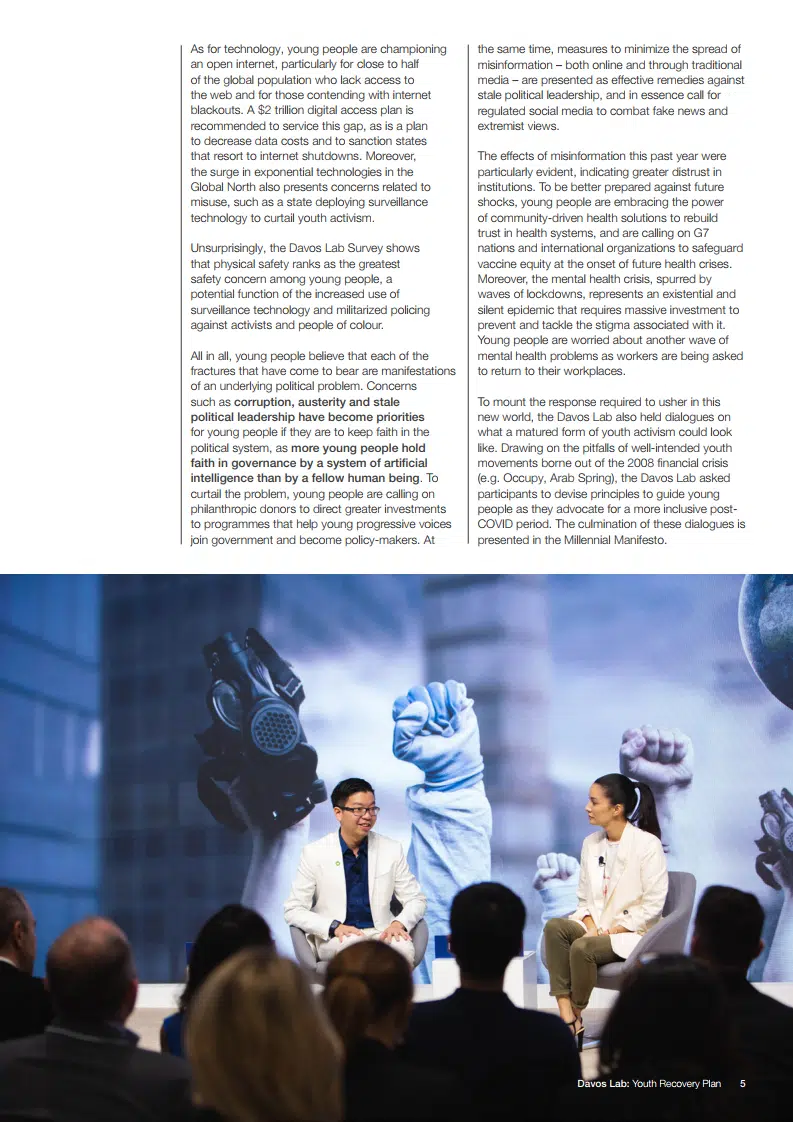 As for technology, young people are championing
an open internet, particularly for close to half
of the global population who lack access to
the web and for those contending with internet
blackouts. A $2 trillion digital access plan is
recommended to service this gap, as is a plan
to decrease data costs and to sanction states
that resort to internet shutdowns. Moreover,
the surge in exponential technologies in the
Global North also presents concerns related to
misuse, such as a state deploying surveillance
technology to curtail youth activism.
Unsurprisingly, the Davos Lab Survey shows
that physical safety ranks as the greatest
safety concern among young people, a
potential function of the increased use of
surveillance technology and militarized policing
against activists and people of colour.
All in all, young people believe that each of the
fractures that have come to bear are manifestations
of an underlying political problem. Concerns
such as corruption, austerity and stale
political leadership have become priorities
for young people if they are to keep faith in the
political system, as more young people hold
faith in governance by a system of artificial
intelligence than by a fellow human being. To
curtail the problem, young people are calling on
philanthropic donors to direct greater investments
to programmes that help young progressive voices
join government and become policy-makers. At
the same time, measures to minimize the spread of
misinformation – both online and through traditional
media – are presented as effective remedies against
stale political leadership, and in essence call for
regulated social media to combat fake news and
extremist views.
The effects of misinformation this past year were
particularly evident, indicating greater distrust in
institutions. To be better prepared against future
shocks, young people are embracing the power
of community-driven health solutions to rebuild
trust in health systems, and are calling on G7
nations and international organizations to safeguard
vaccine equity at the onset of future health crises.
Moreover, the mental health crisis, spurred by
waves of lockdowns, represents an existential and
silent epidemic that requires massive investment to
prevent and tackle the stigma associated with it.
Young people are worried about another wave of
mental health problems as workers are being asked
to return to their workplaces.
To mount the response required to usher in this
new world, the Davos Lab also held dialogues on
what a matured form of youth activism could look
like. Drawing on the pitfalls of well-intended youth
movements borne out of the 2008 financial crisis
(e.g. Occupy, Arab Spring), the Davos Lab asked
participants to devise principles to guide young
people as they advocate for a more inclusive post-
COVID period. The culmination of these dialogues is
presented in the Millennial Manifesto.
Davos Lab: Youth Recovery Plan 5